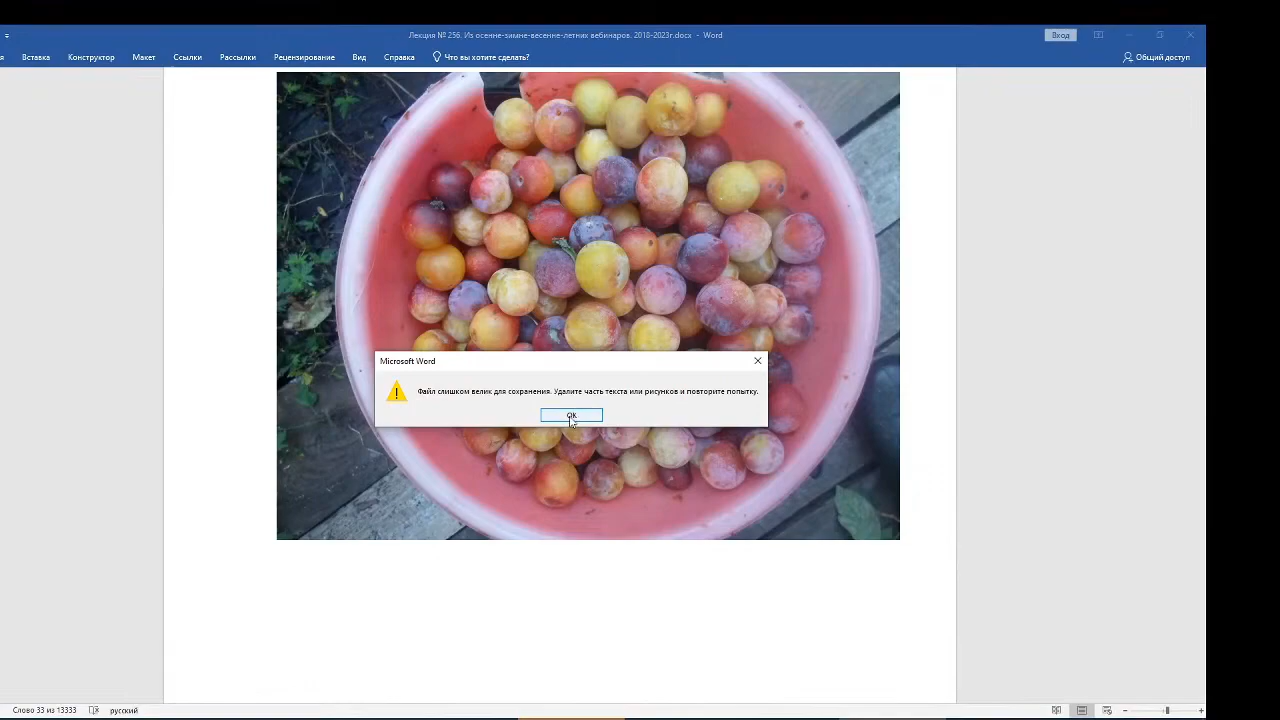 Лекция № 256. Из осенне-зимне-весенне-летних вебинаров. 2018-2023г.docx - Word
Вход
я Вставка Конструктор Макет Ссылки Рассылки Рецензирование Вид Справка Что вы хотите сделать? Общий доступ
Microsoft Word
Файл слишком велик для сохранения. Удалите часть текста или рисунков и повторите попытку.
ОК
Слово 33 из 13333 русский